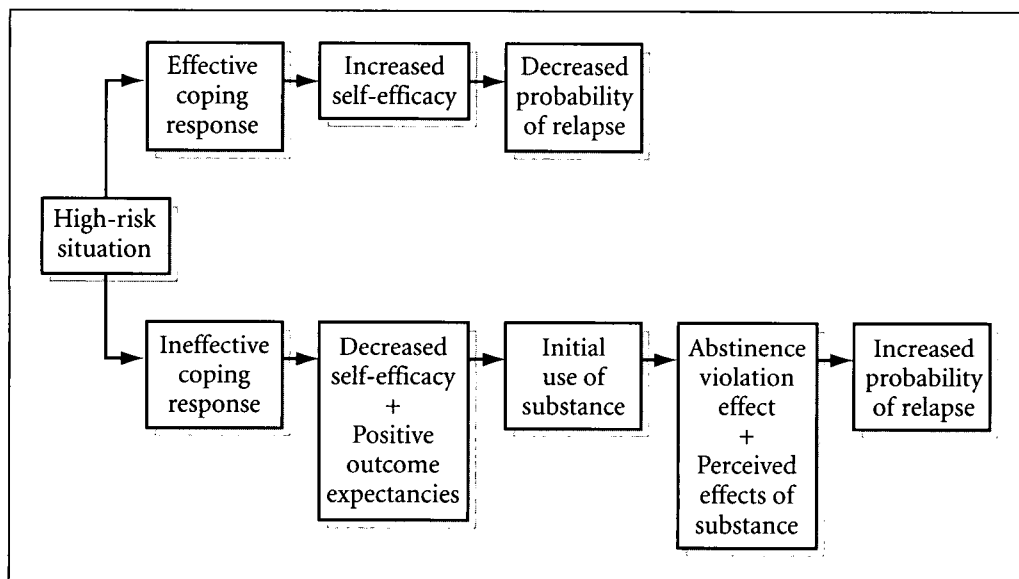 Effective
coping
response
Increased
self-efficacy
Decreased
probability
of relapse
High-risk
situation
Ineffective
coping
response
Decreased
self-efficacy
+
Positive
outcome
expectancies
Initial
use of
substance
Abstinence
violation
effect
+
Perceived
effects of
substance
Increased
probability
of relapse